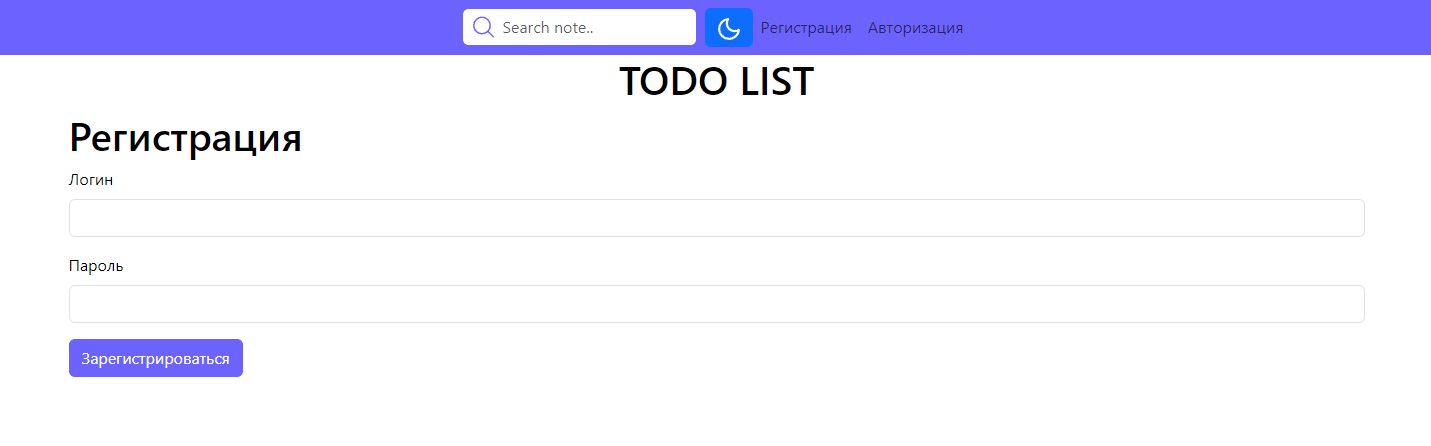 Search note.. Регистрация Авторизация
TODO LIST
Регистрация
Логин
Пароль
Зарегистрироваться